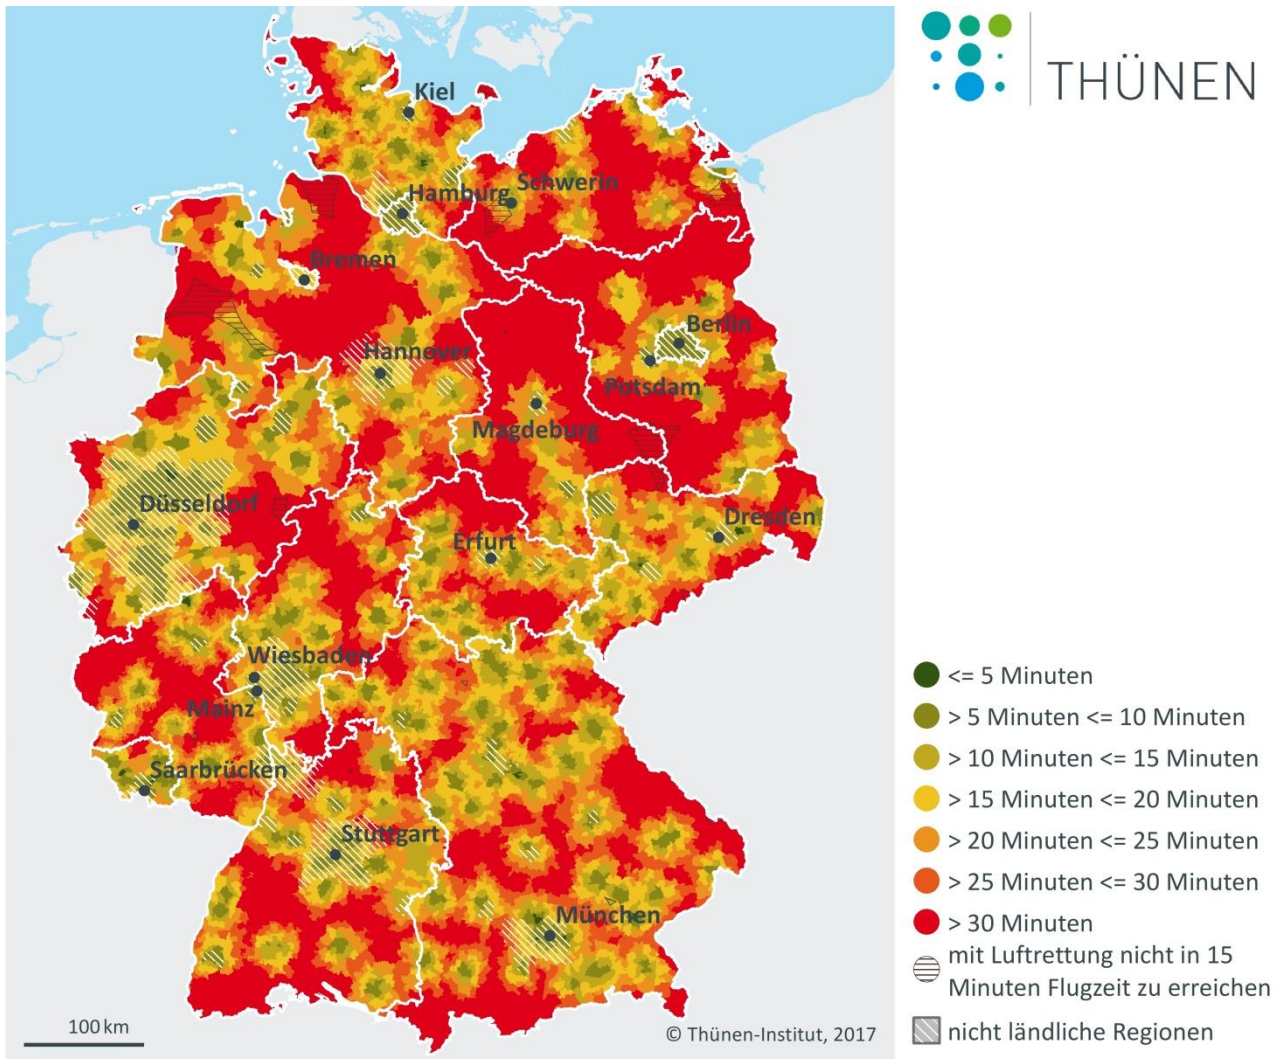 THÜNEN
Kiel
Schwerin
Hamburg
Bremen
Berlin
Hannover
Potsdam
Magdeburg
Düsseldorf
Dresden
Erfurt
Wiesbaden
Mainz
Saarbrücken
Stuttgart
München
100 km
© Thünen-Institut, 2017
<= 5 Minuten
> 5 Minuten <= 10 Minuten
> 10 Minuten <= 15 Minuten
> 15 Minuten <= 20 Minuten
> 20 Minuten <= 25 Minuten
> 25 Minuten <= 30 Minuten
> 30 Minuten
mit Luftrettung nicht in 15
Minuten Flugzeit zu erreichen
nicht ländliche Regionen